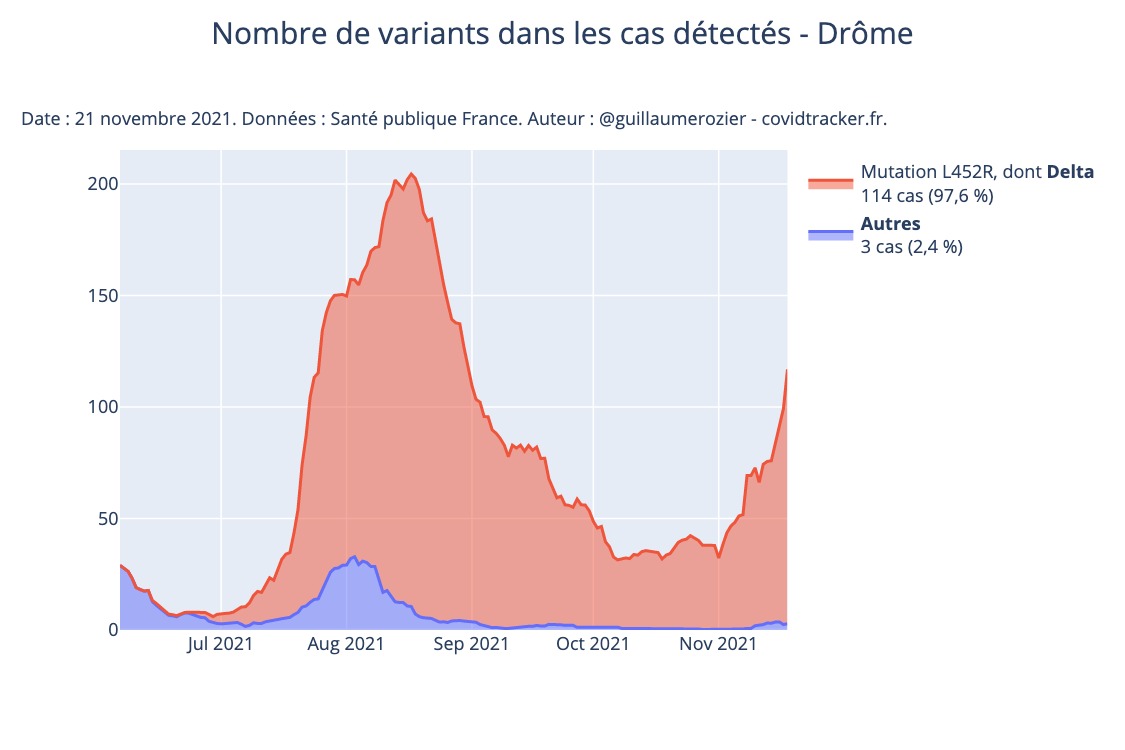 Nombre de variants dans les cas détectés - Drôme
Date : 21 novembre 2021. Données : Santé publique France. Auteur : @guillaumerozier - covidtracker.fr.
Mutation L452R, dont Delta
114 cas (97,6 %)
Autres
3 cas (2,4 %)
200
150
100
50
0
Jul 2021
Aug 2021
Sep 2021
Oct 2021
Nov 2021